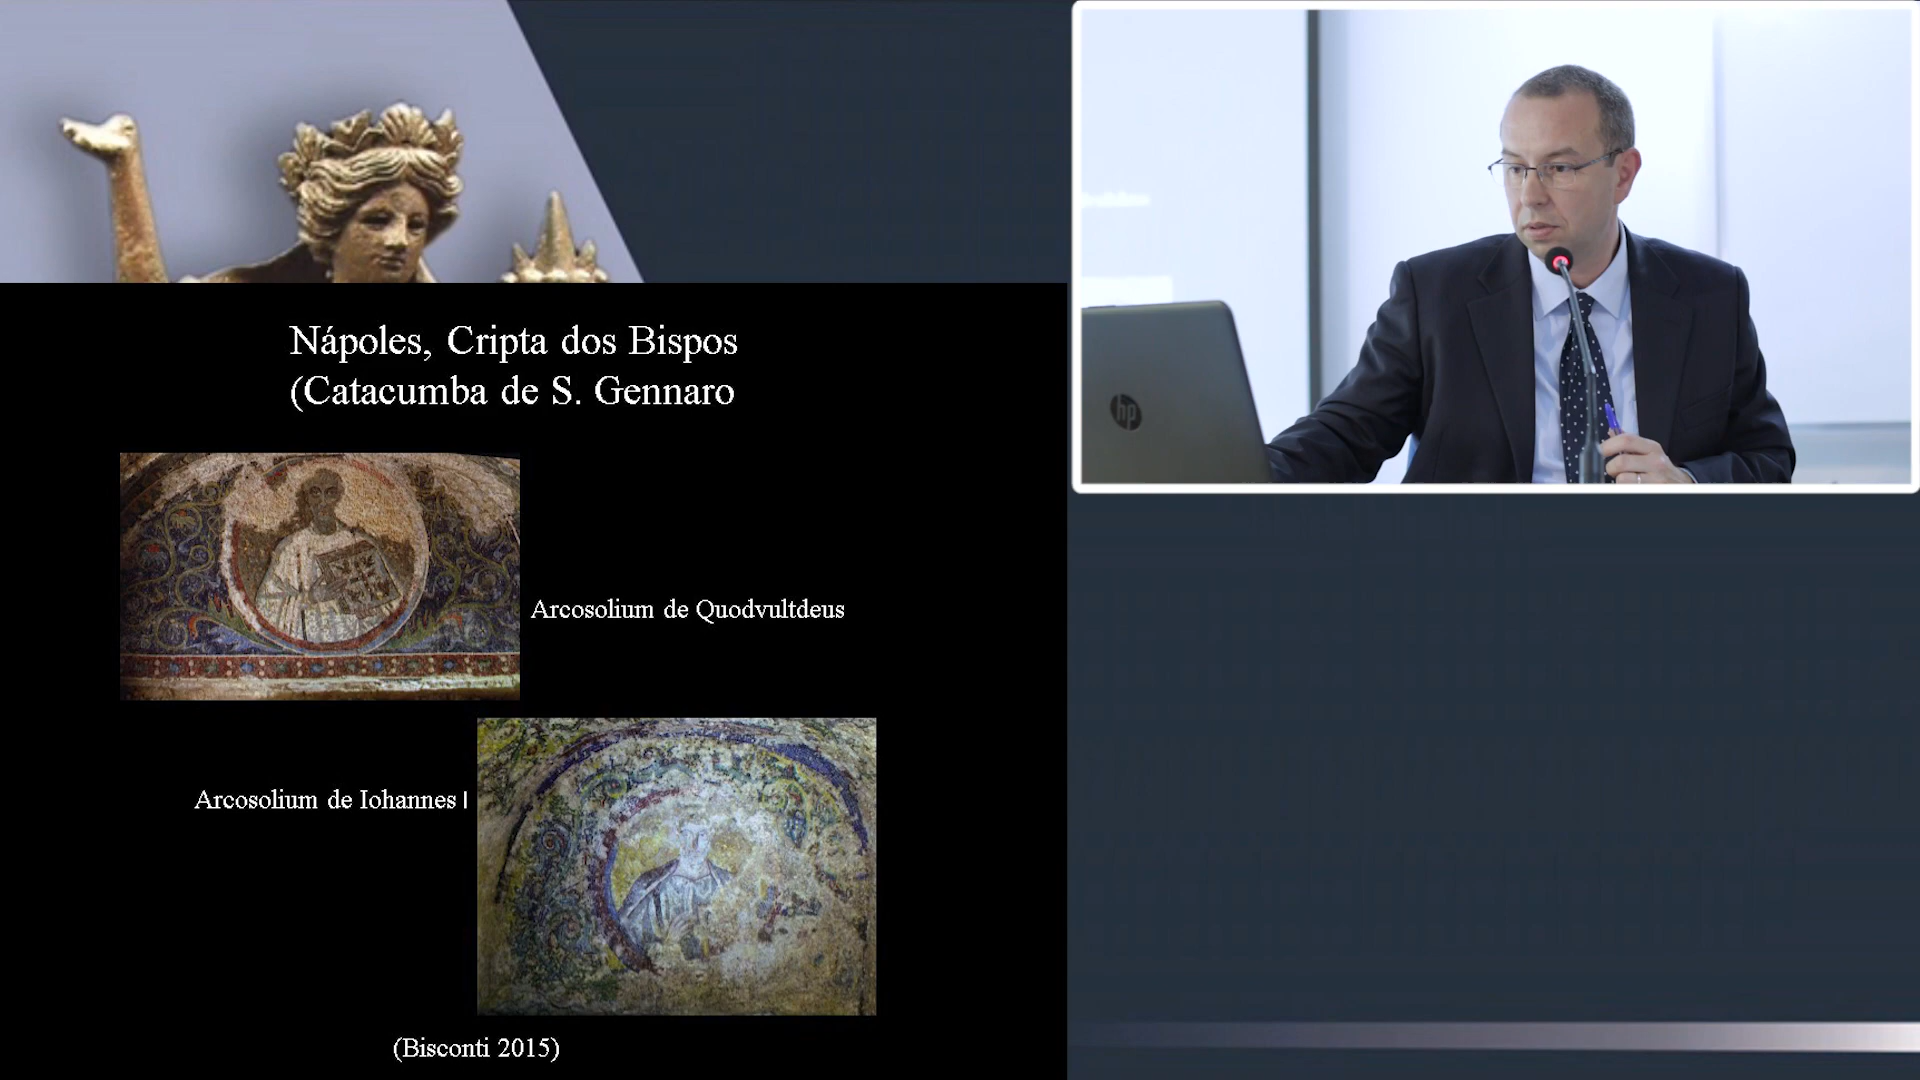 Nápoles, Cripta dos Bispos
(Catacumba de S. Gennaro
Arcosolium de Quodvultdeus
Arcosolium de Iohannes I
(Bisconti 2015)
hp